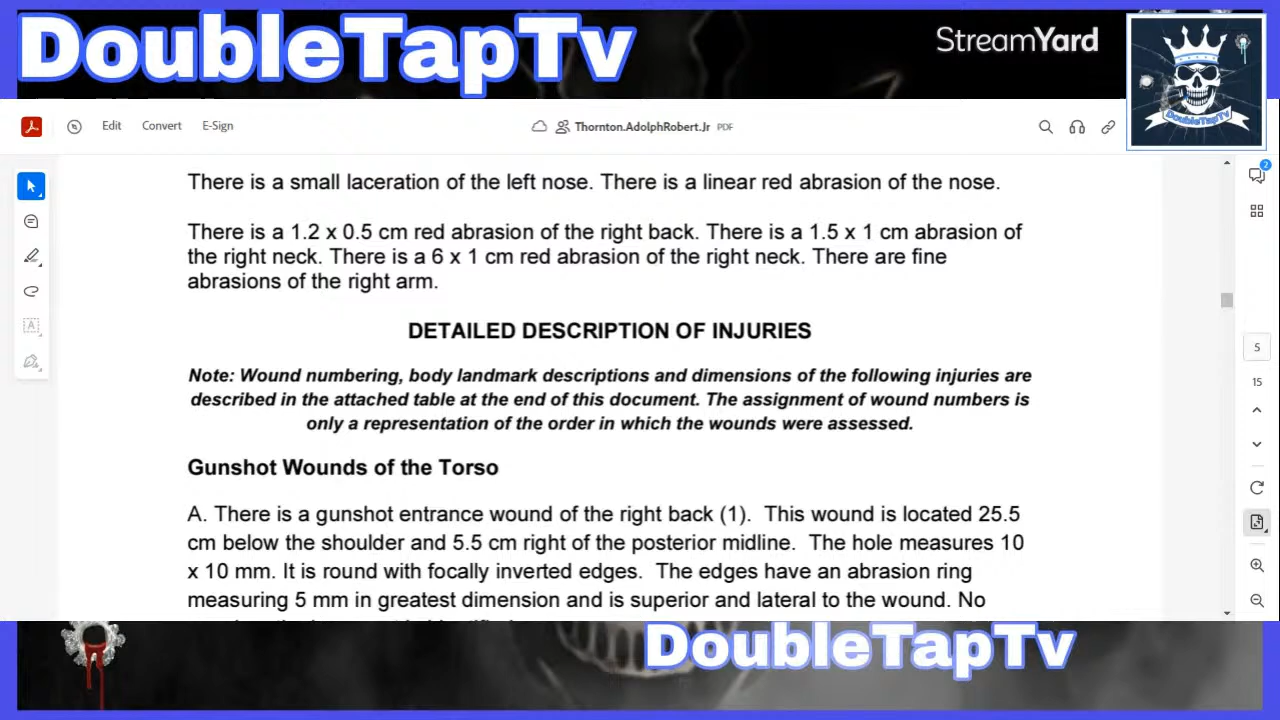 DoubleTapTv
StreamYard
DoubleTapTv
Edit Convert E-Sign
Thornton.AdolphRobert.Jr PDF
2
There is a small laceration of the left nose. There is a linear red abrasion of the nose.
There is a 1.2 x 0.5 cm red abrasion of the right back. There is a 1.5 x 1 cm abrasion of
the right neck. There is a 6 x 1 cm red abrasion of the right neck. There are fine
abrasions of the right arm.
DETAILED DESCRIPTION OF INJURIES
Note: Wound numbering, body landmark descriptions and dimensions of the following injuries are
described in the attached table at the end of this document. The assignment of wound numbers is
only a representation of the order in which the wounds were assessed.
Gunshot Wounds of the Torso
A. There is a gunshot entrance wound of the right back (1). This wound is located 25.5
cm below the shoulder and 5.5 cm right of the posterior midline. The hole measures 10
x 10 mm. It is round with focally inverted edges. The edges have an abrasion ring
measuring 5 mm in greatest dimension and is superior and lateral to the wound. No
5
15
DoubleTapTv